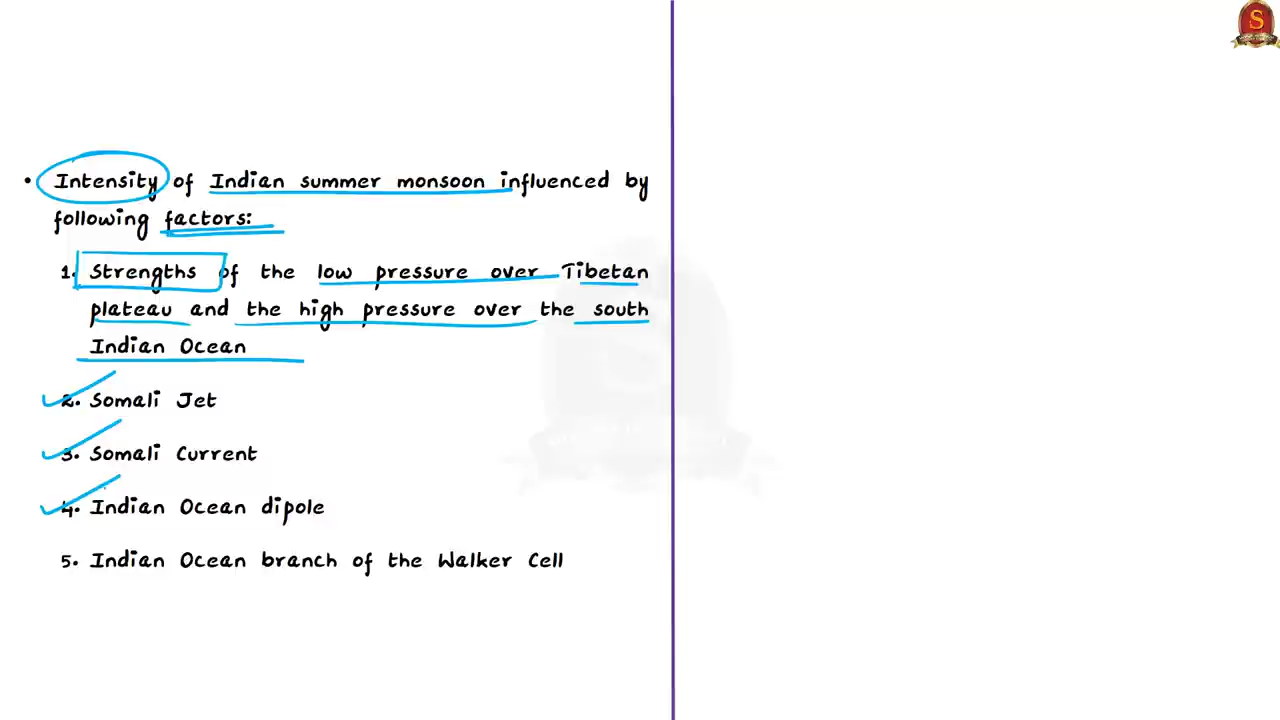 • Intensity of Indian summer monsoon influenced by
following factors:
1. Strengths of the low pressure over Tibetan
plateau and the high pressure over the south
Indian Ocean
2. Somali Jet
3. Somali Current
4. Indian Ocean dipole
5. Indian Ocean branch of the Walker Cell
S